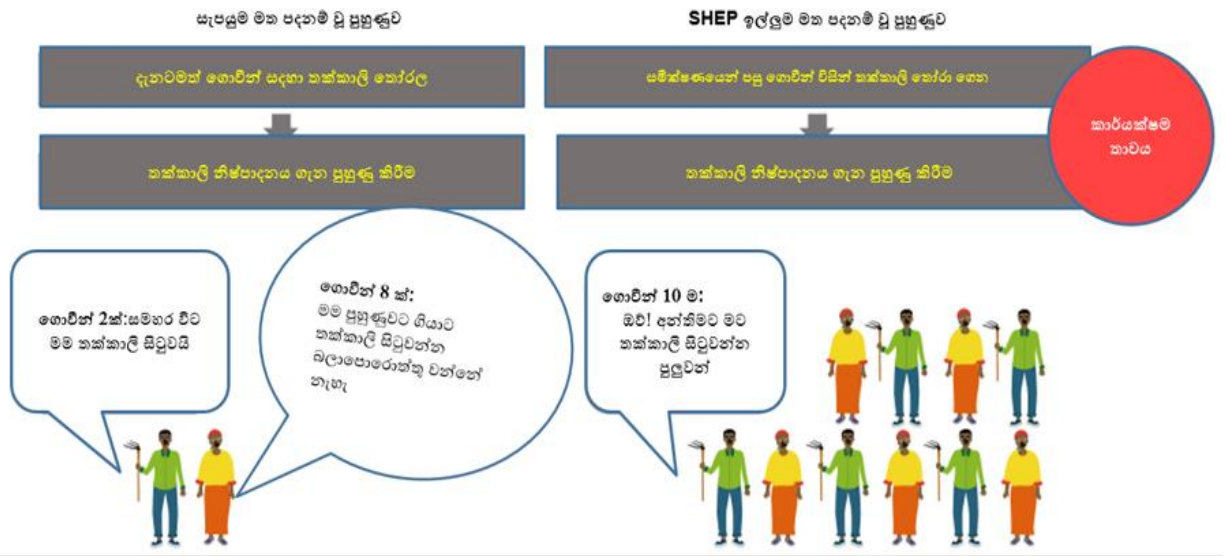 සැපයුම මත පදනම් වූ පුහුණුව
SHEP ඉල්ලුම මත පදනම් වූ පුහුණුව
දැනටමත් ගොවීන් සඳහා තක්කාලි තෝරල
සමීක්ෂණයෙන් පසු ගොවීන් විසින් තක්කාලි තෝරා ගෙන
කාර්යක්ෂම
තාවය
තක්කාලි නිෂ්පාදනය ගැන පුහුණු කිරීම
තක්කාලි නිෂ්පාදනය ගැන පුහුණු කිරීම
ගොවීන් 2ක්:සමහර විට
මම තක්කාලි සිටුවයි
ගොවීන් 8 ක්:
මම පුහුණුවට ගියාට
තක්කාලි සිටුවන්න
බලාපොරොත්තු වන්නේ
නැහැ
ගොවීන් 10 ම:
ඔව්! අන්තිමට මට
තක්කාලි සිටුවන්න
පුලුවන්